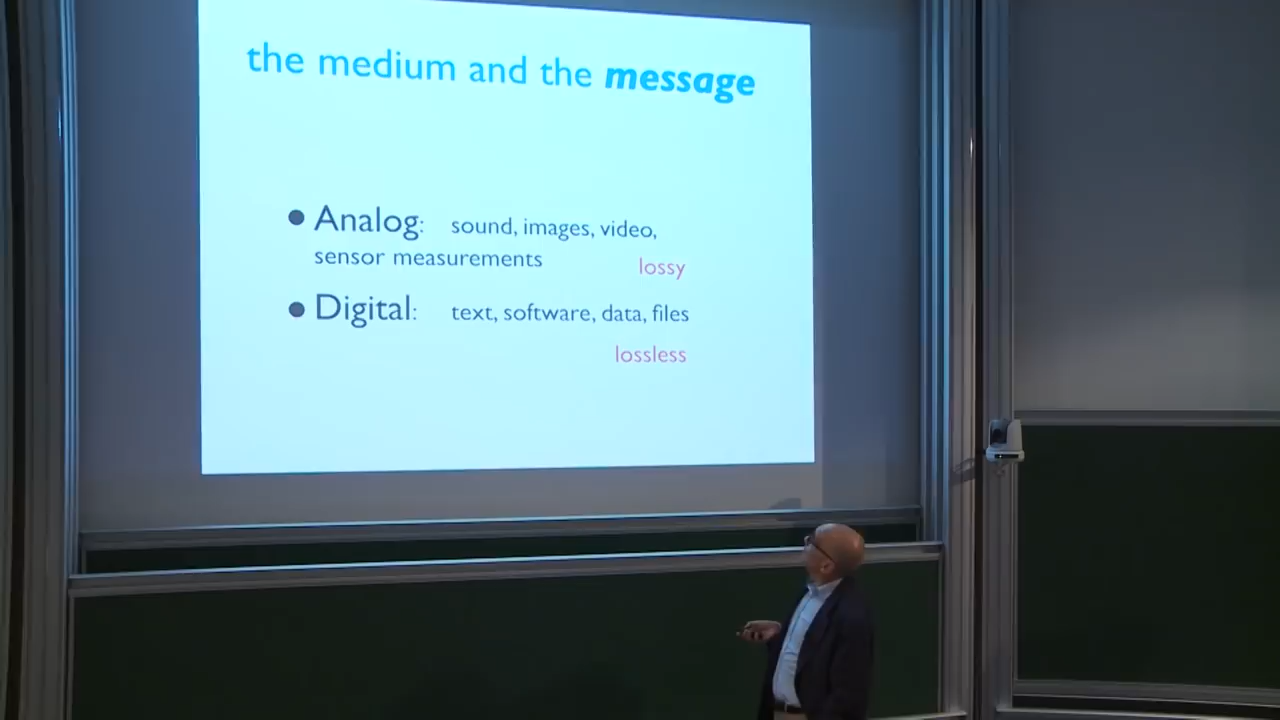 the medium and the message
Analog: sound, images, video,
sensor measurements
lossy
Digital: text, software, data, files
lossless